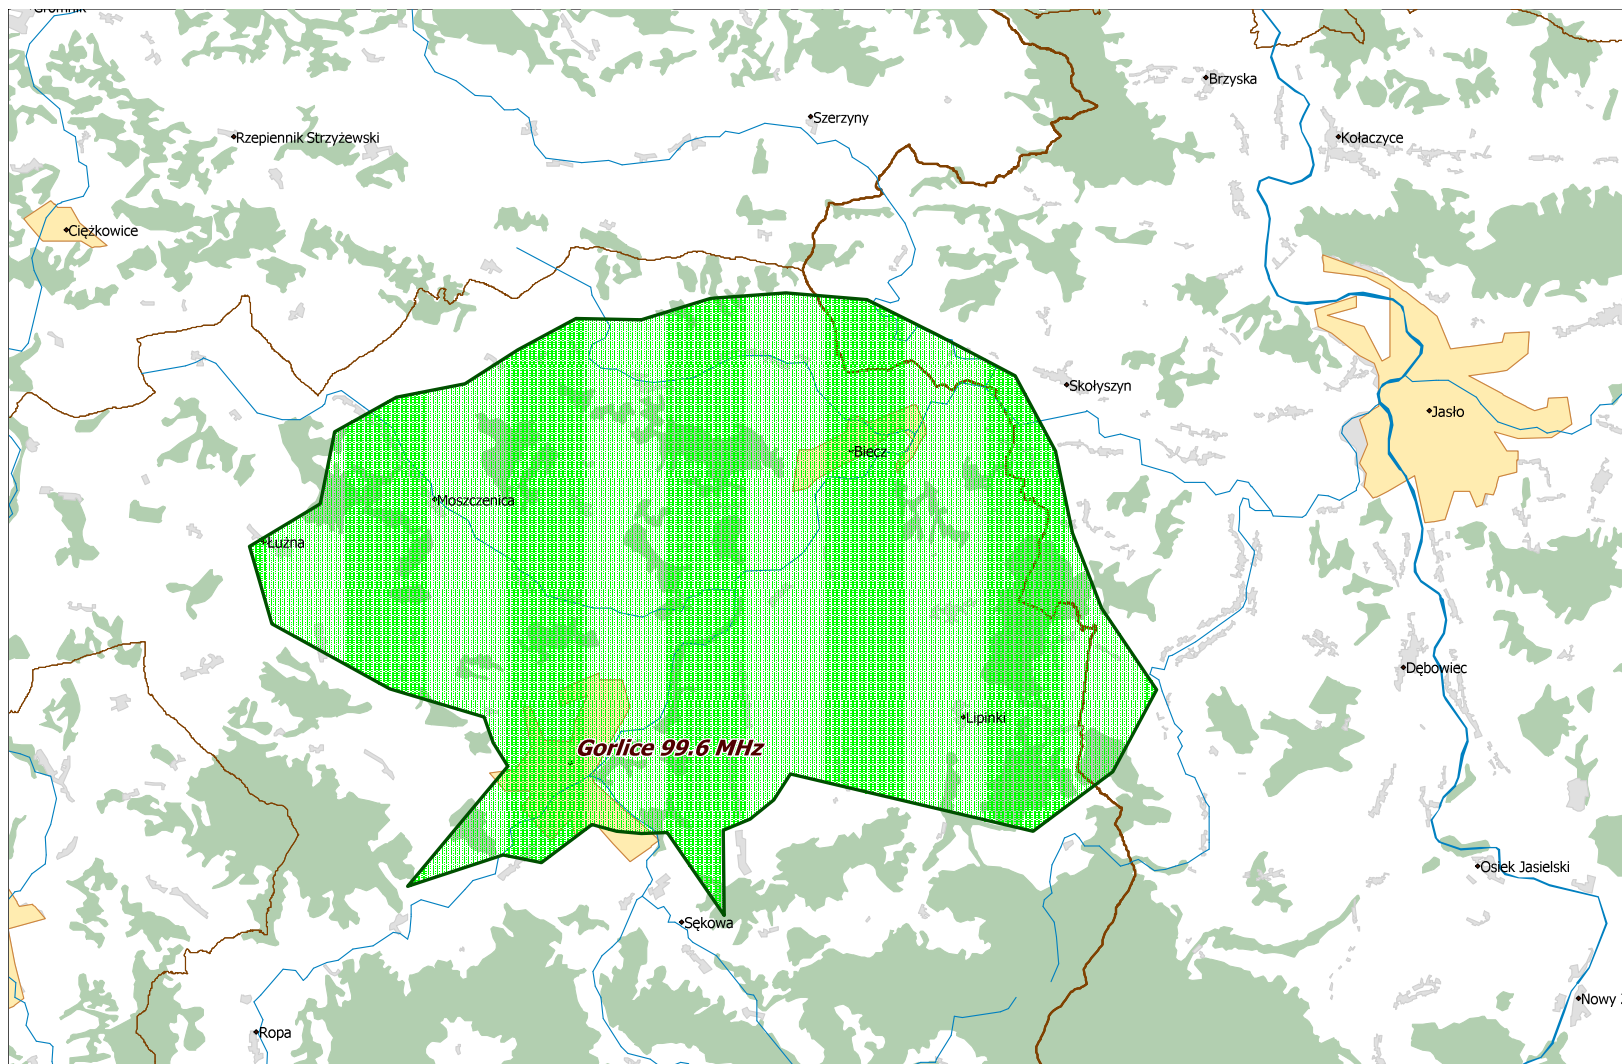 Gromnik
Brzyska
Szerzyny
Rzepiennik Strzyżewski
Kołaczyce
Ciężkowice
Skołyszyn
Jasło
Biecz
Moszczenica
Łużna
Dębowiec
Lipinki
Gorlice 99.6 MHz
Osiek Jasielski
Sękowa
Nowy
Ropa